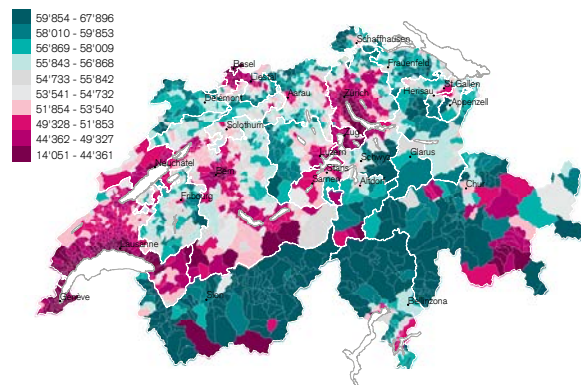 59'854 - 67'896
58'010 - 59'853
56'869 - 58'009
55'843 - 56'868
54'733 - 55'842
53'541 - 54'732
51'854 - 53'540
49'328 - 51'853
44'362 - 49'327
14'051 - 44'361
Schaffhausen
Basel
Liestal
Frauenfeld
St.Gallen
Herisau
Appenzell
Delémont
Aarau
Zürich
Solothurn
Zug
Luzern
Schwyz
Glarus
Neuchâtel
Bern
Stans
Sarnen
Altdorf
Chur
Fribourg
Lausanne
Genève
Sion
Bellinzona